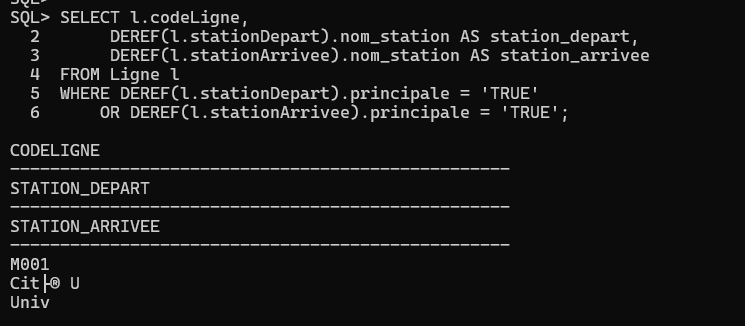 SQL>
SQL> SELECT l.codeLigne,
  2         DEREF(l.stationDepart).nom_station AS station_depart,
  3         DEREF(l.stationArrivee).nom_station AS station_arrivee
  4  FROM Ligne l
  5  WHERE DEREF(l.stationDepart).principale = 'TRUE'
  6      OR DEREF(l.stationArrivee).principale = 'TRUE';
CODELIGNE
--------------------------------------------------
STATION_DEPART
--------------------------------------------------
STATION_ARRIVEE
--------------------------------------------------
M001
Cit├® U
Univ